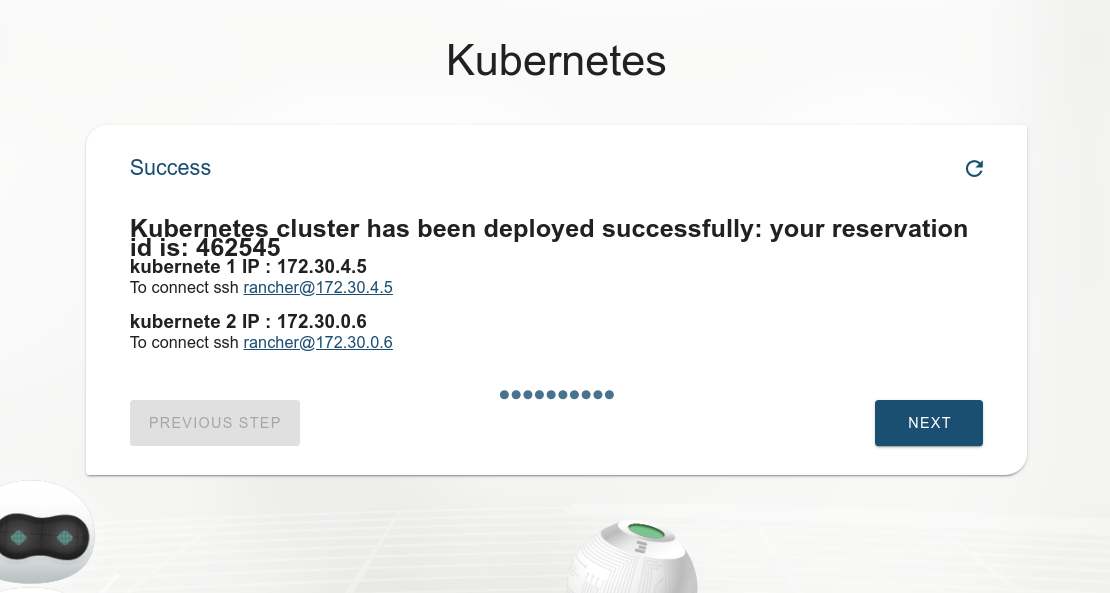 Kubernetes
Success
Kubernetes cluster has been deployed successfully: your reservation
id is: 462545
kubernete 1 IP : 172.30.4.5
To connect ssh rancher@172.30.4.5
kubernete 2 IP : 172.30.0.6
To connect ssh rancher@172.30.0.6
PREVIOUS STEP
NEXT